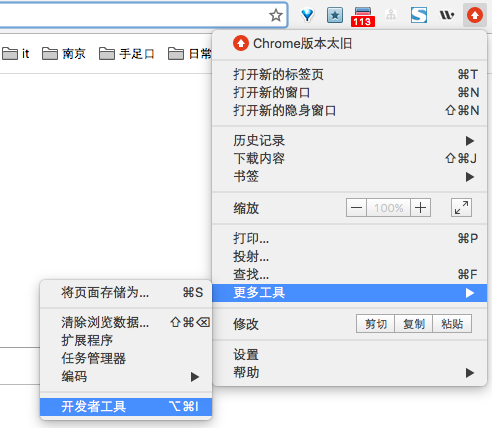 113
it 南京 手足口 日常
Chrome版本太旧
打开新的标签页 ⌘T
打开新的窗口 ⌘N
打开新的隐身窗口 ⇧⌘N
历史记录 ▶
下载内容 ⇧⌘J
书签 ▶
缩放 — 100% +
打印... ⌘P
投射...
查找... ⌘F
更多工具 ▶
修改 剪切 复制 粘贴
设置
帮助 ▶
将页面存储为... ⌘S
清除浏览数据... ⇧⌘⌫
扩展程序
任务管理器
编码 ▶
开发者工具 ⌥⌘I